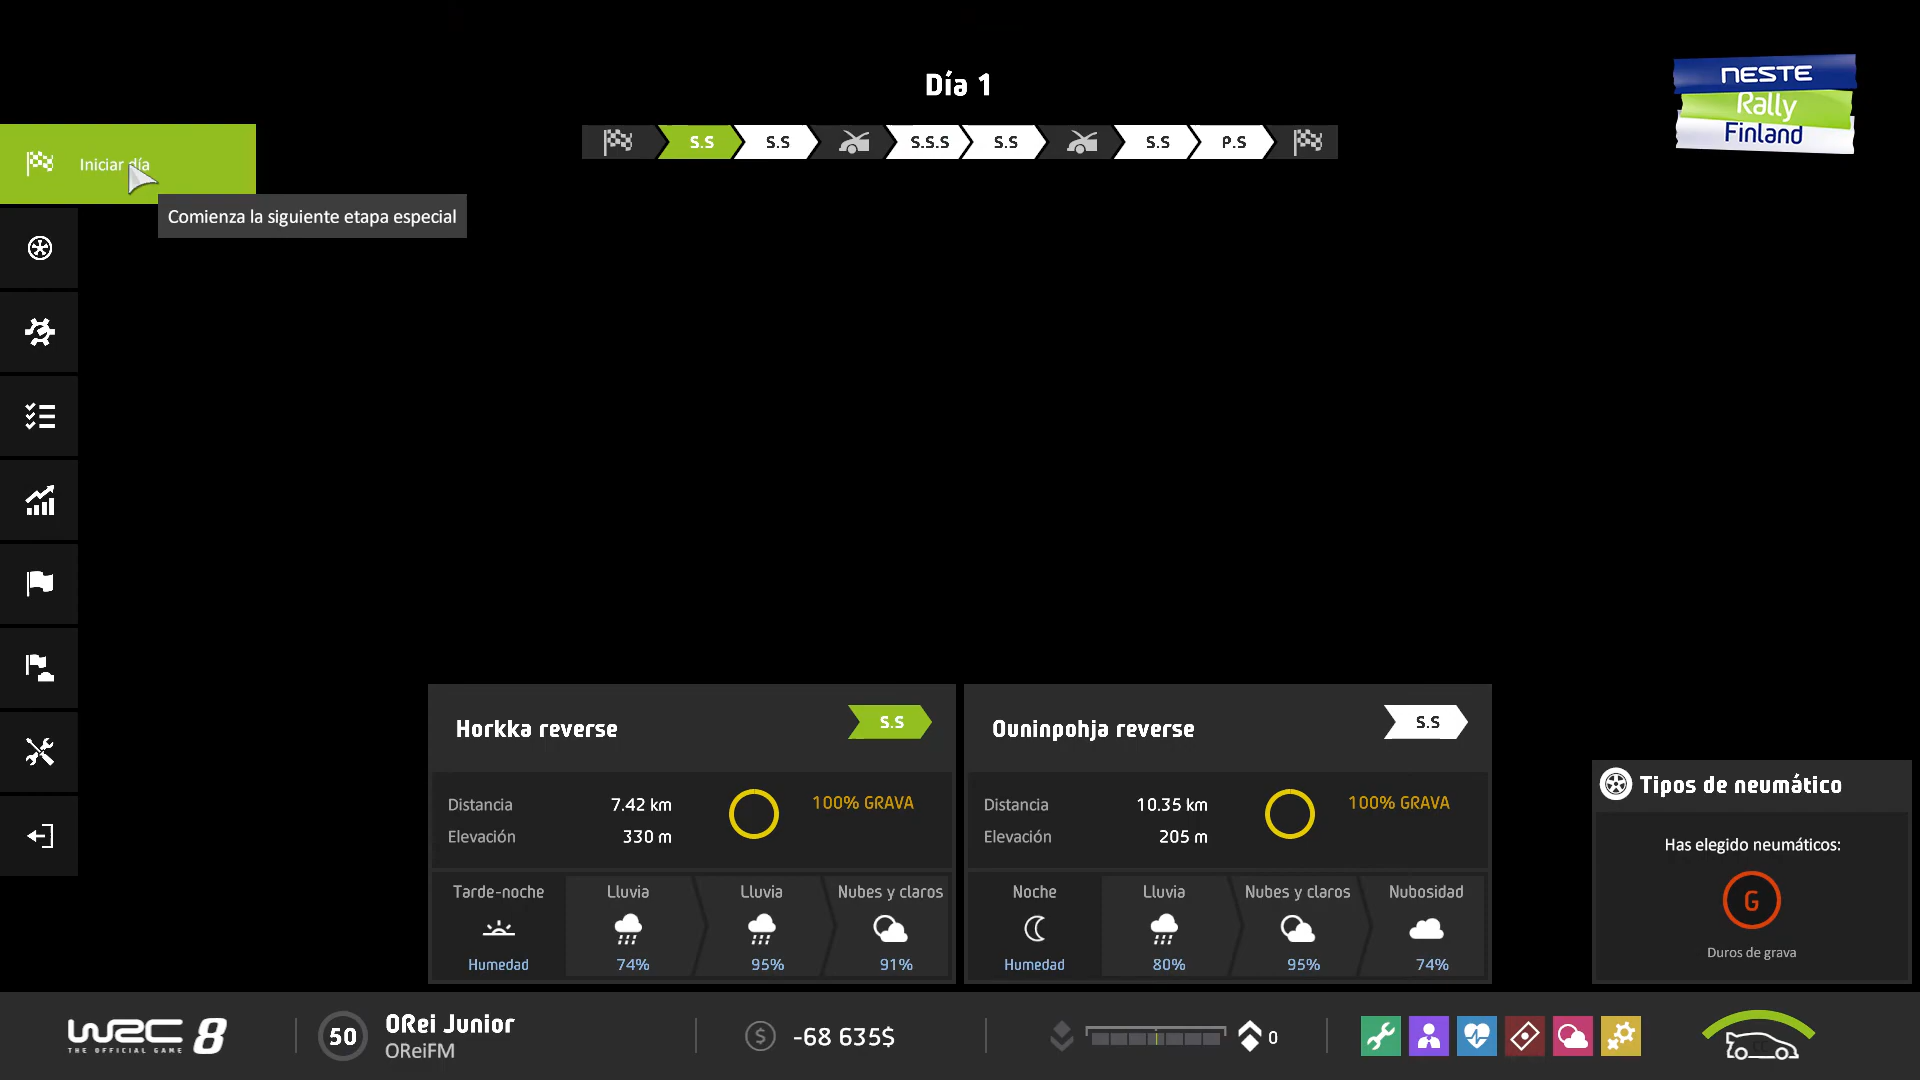 Día 1
NESTE
Rally
Finland
S.S
S.S
S.S.S
S.S
S.S
P.S
Iniciar día
Comienza la siguiente etapa especial
Horkka reverse
S.S
Distancia
7.42 km
100% GRAVA
Elevación
330 m
Tarde-noche
Lluvia
Lluvia
Nubes y claros
Humedad
74%
95%
91%
Ouninpohja reverse
S.S
Distancia
10.35 km
100% GRAVA
Elevación
205 m
Noche
Lluvia
Nubes y claros
Nubosidad
Humedad
80%
95%
74%
Tipos de neumático
Has elegido neumáticos:
G
Duros de grava
WRC 8
THE OFFICIAL GAME
50
ORei Junior
OReiFM
$
-68 635$
0